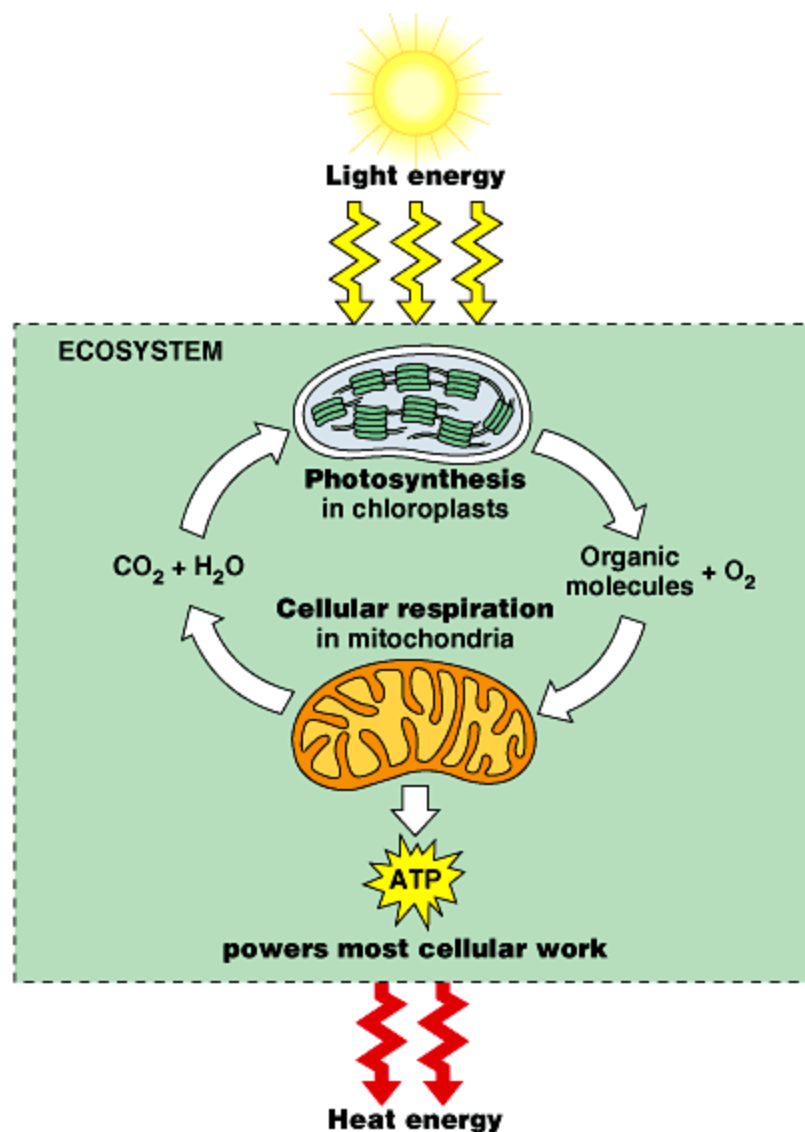 Light energy
ECOSYSTEM
Photosynthesis
in chloroplasts
CO₂ + H₂O
Organic
molecules + O₂
Cellular respiration
in mitochondria
ATP
powers most cellular work
Heat energy